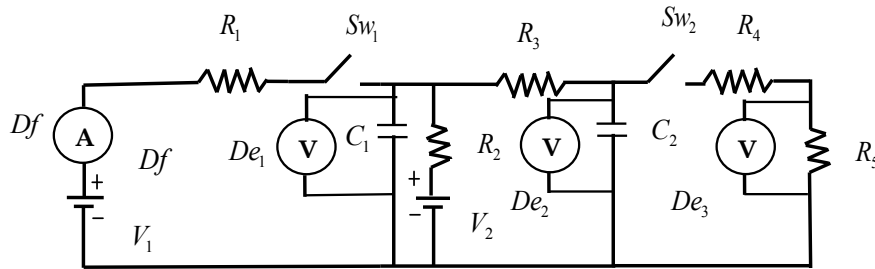 R₁
Sw₁
R₃
Sw₂
R₄
Df
A
Df
De₁
V
C₁
R₂
V
C₂
V
R₅
+
−
V₁
+
−
V₂
De₂
De₃